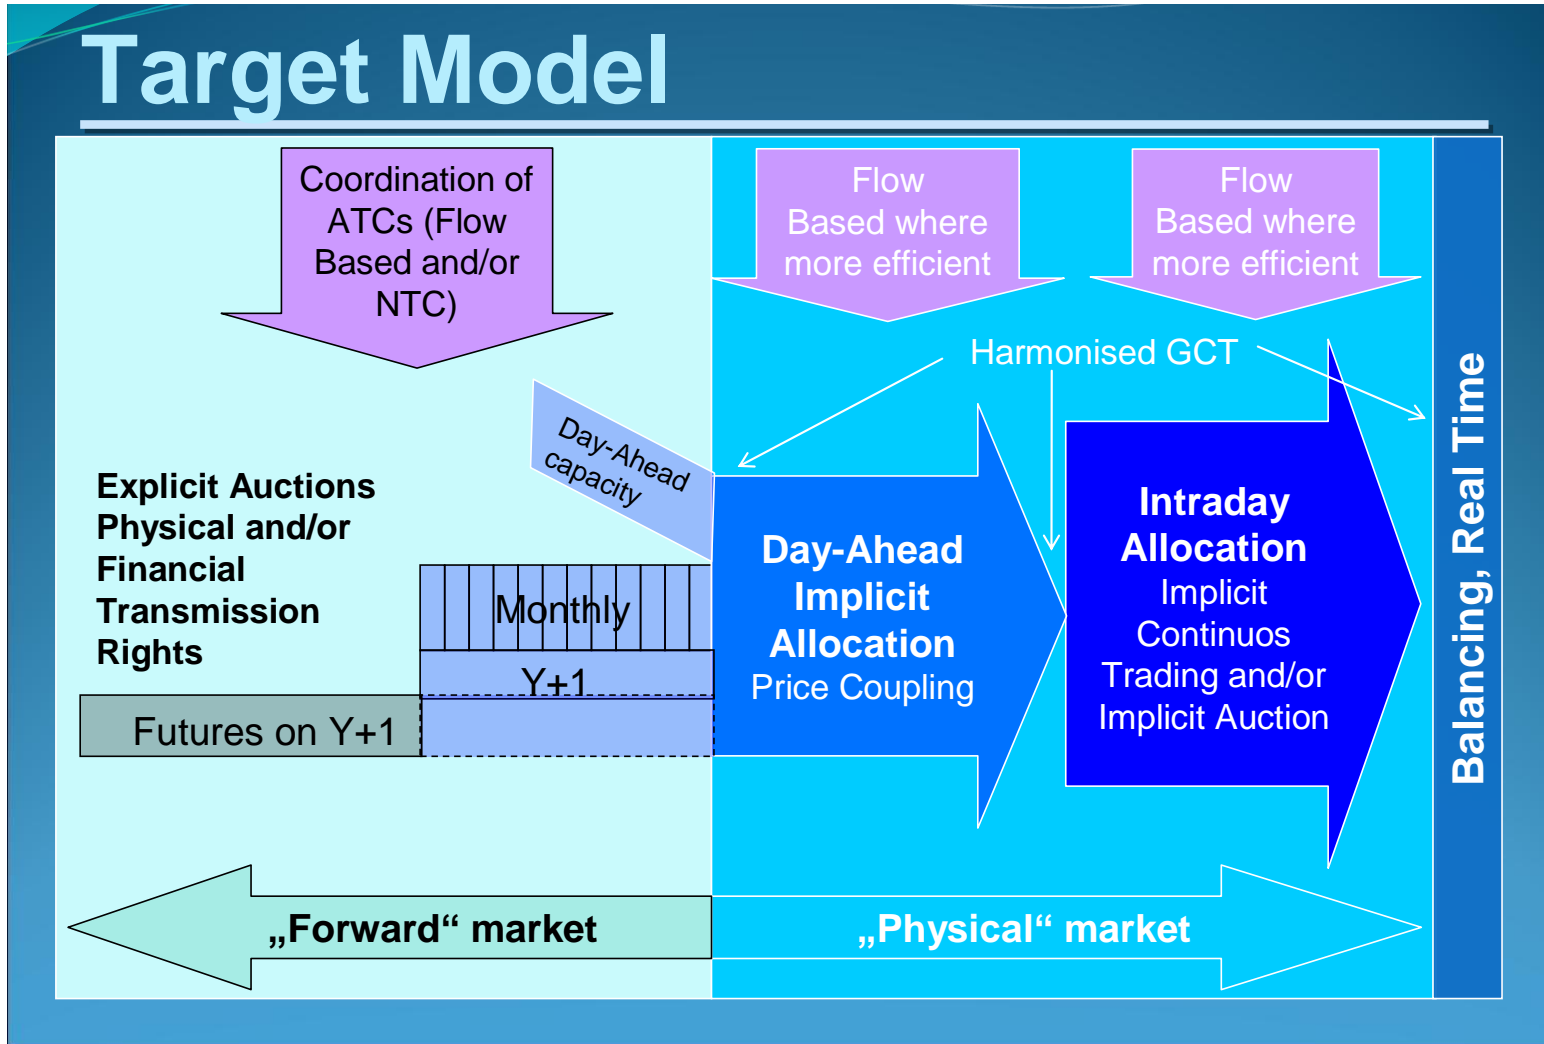 Target Model
Coordination of
ATCs (Flow
Based and/or
NTC)
Flow
Based where
more efficient
Flow
Based where
more efficient
Harmonised GCT
Day-Ahead
capacity
Explicit Auctions
Physical and/or
Financial
Transmission
Rights
Monthly
Y+1
Futures on Y+1
Day-Ahead
Implicit
Allocation
Price Coupling
Intraday
Allocation
Implicit
Continuos
Trading and/or
Implicit Auction
Balancing, Real Time
„Forward“ market
„Physical“ market